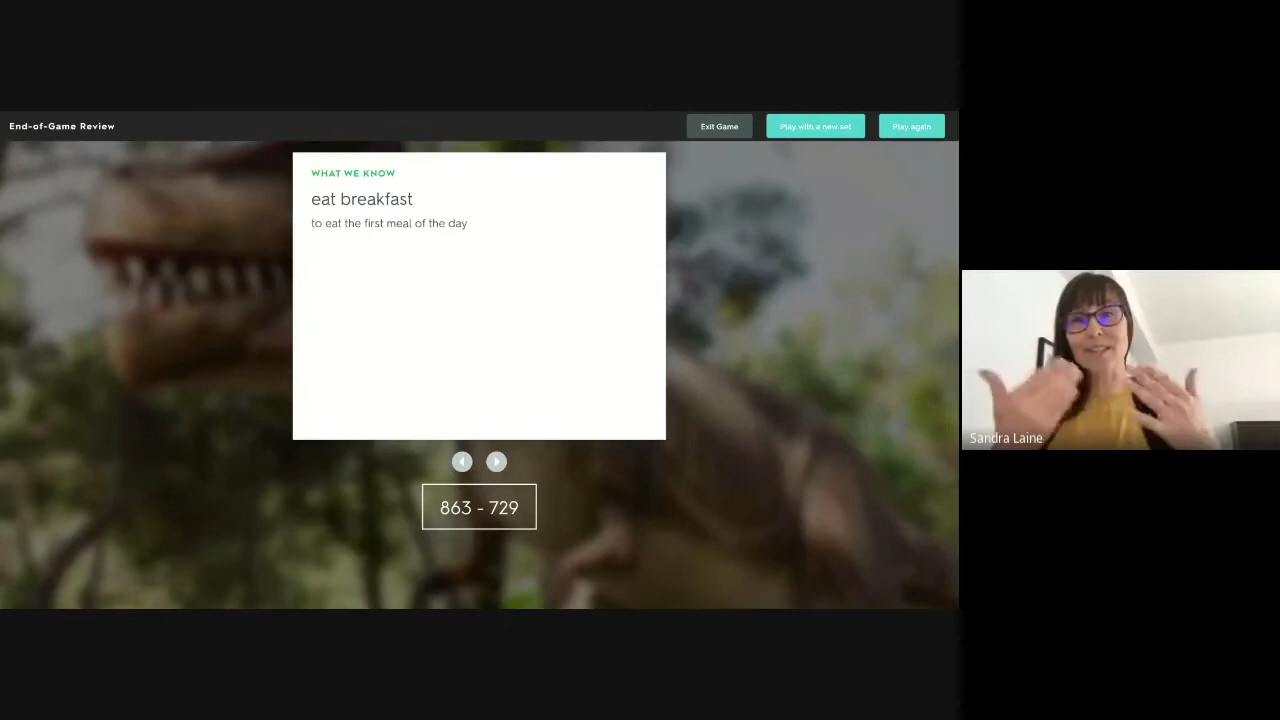 End-of-Game Review
Exit Game
Play with a new set
Play again
WHAT WE KNOW
eat breakfast
to eat the first meal of the day
863 - 729
Sandra Laine